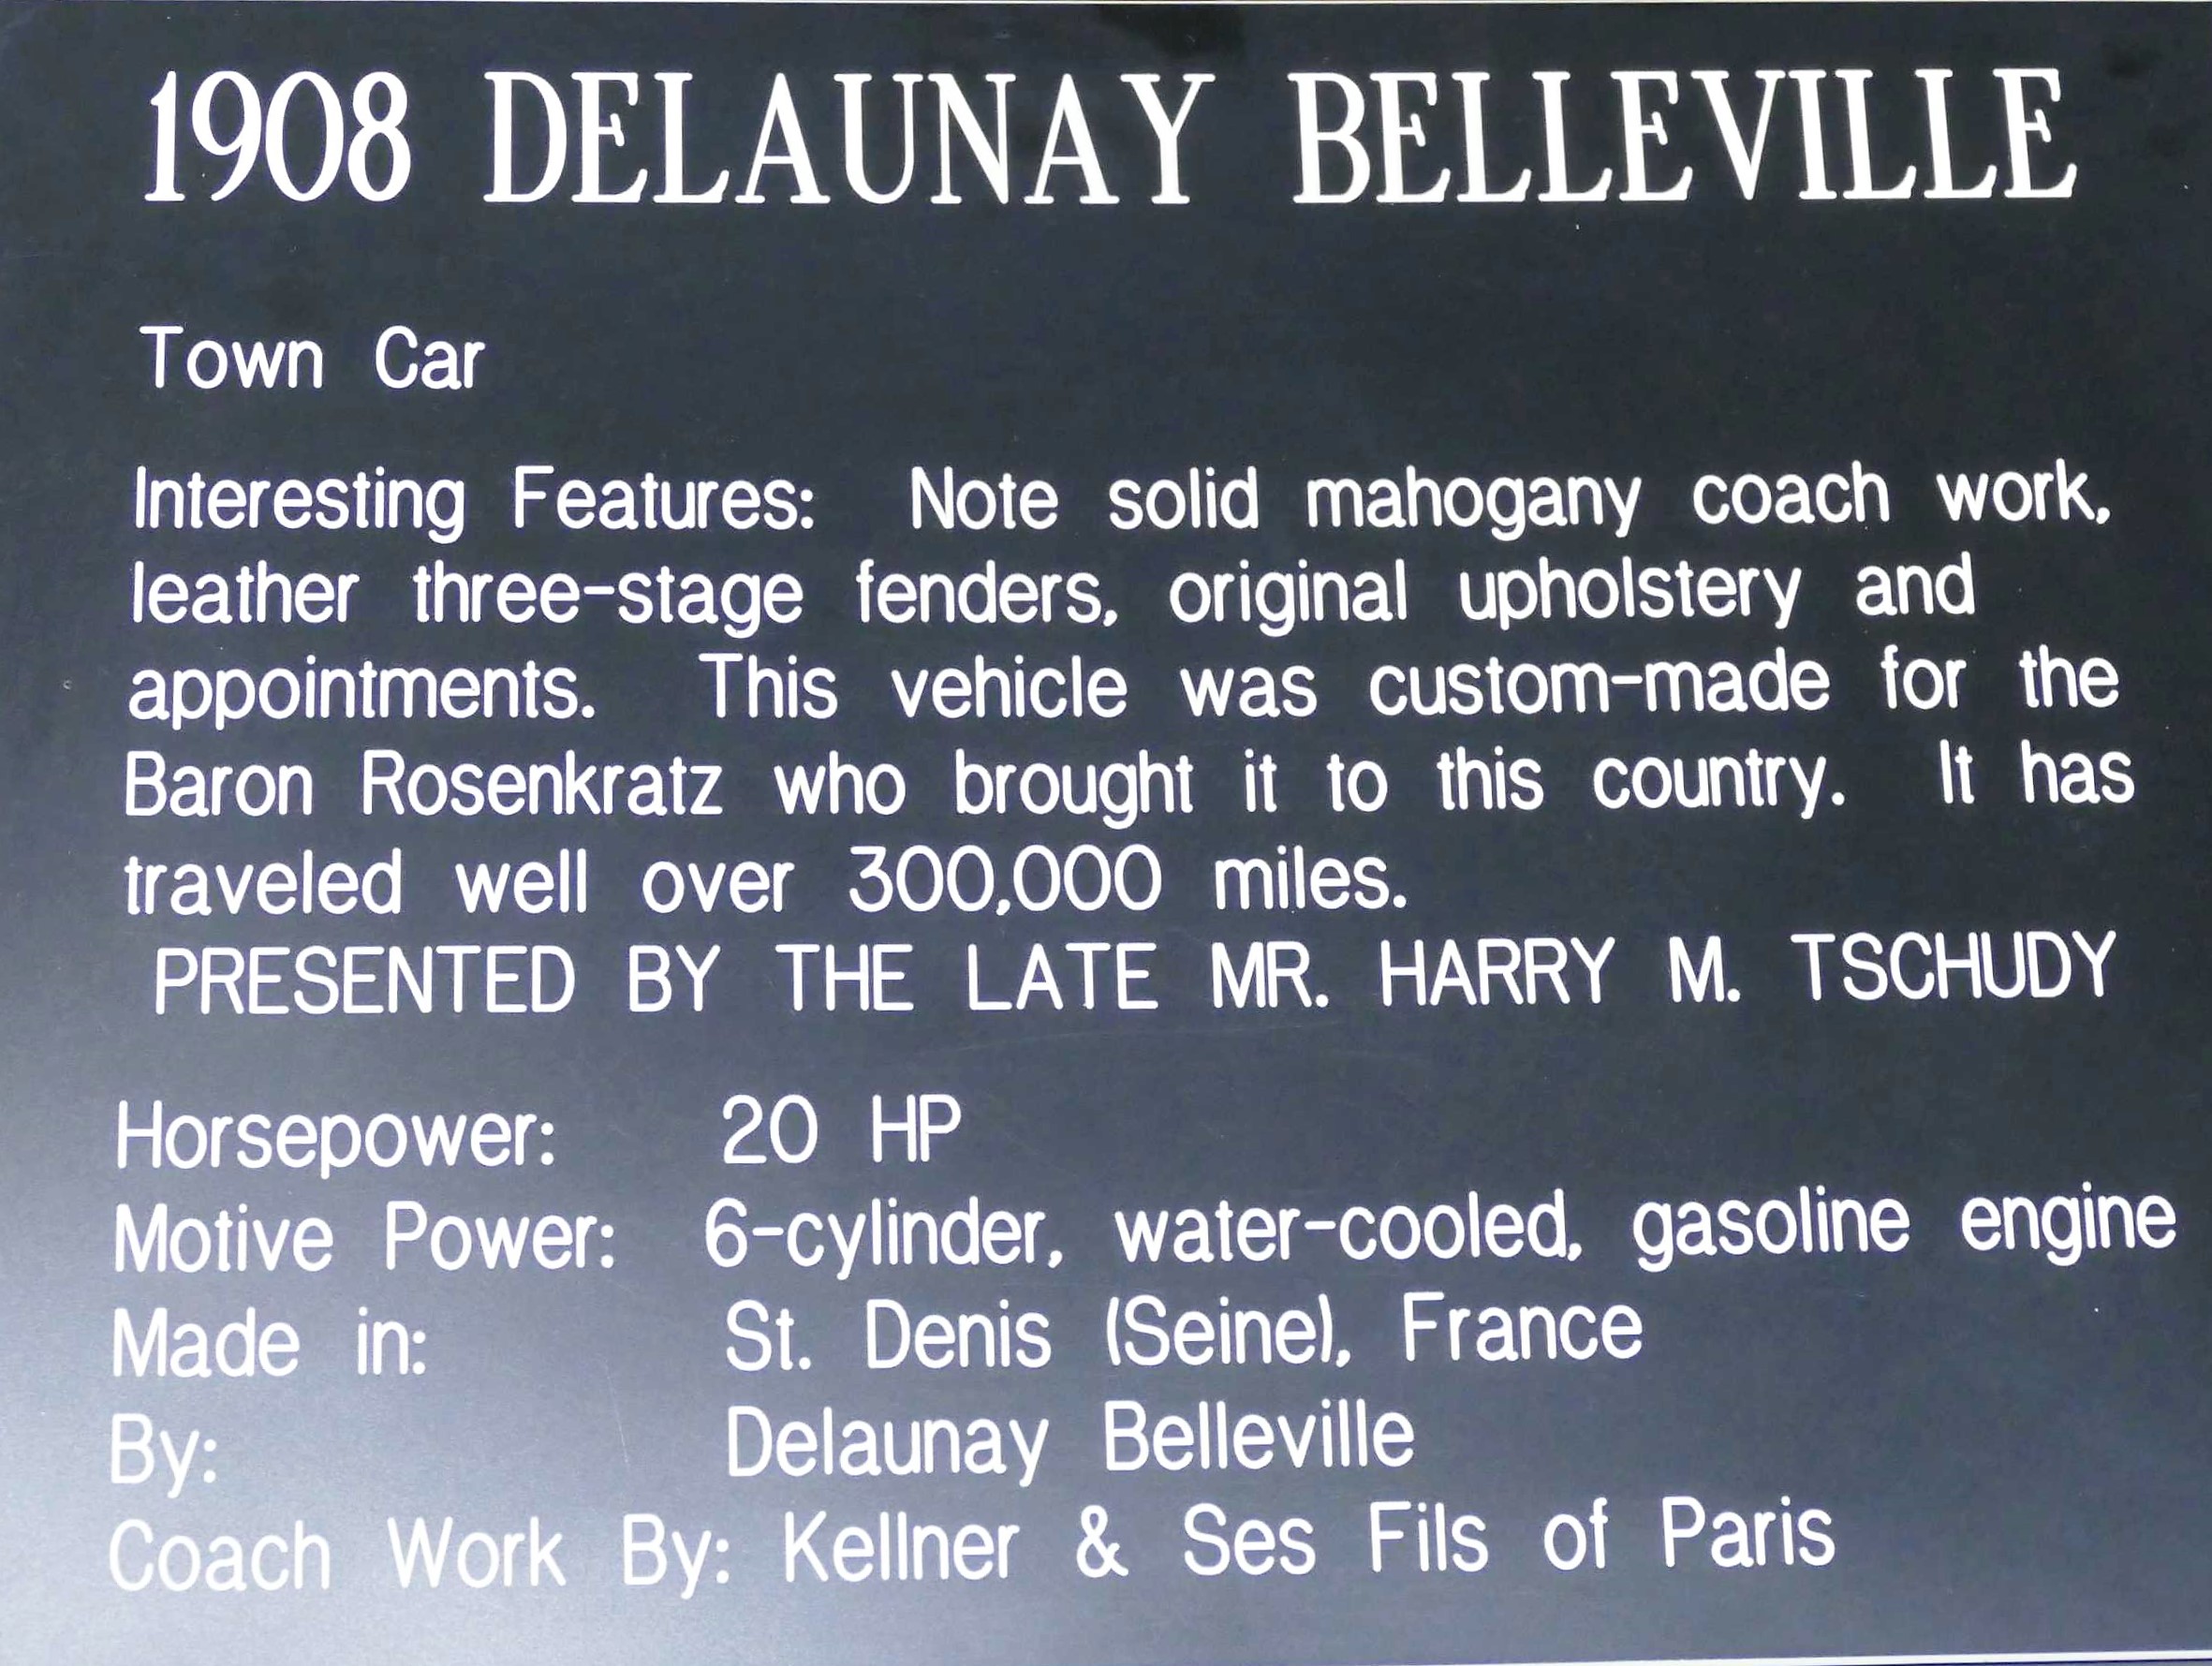 1908 DELAUNAY BELLEVILLE
Town Car
Interesting Features: Note solid mahogany coach work,
leather three-stage fenders, original upholstery and
appointments. This vehicle was custom-made for the
Baron Rosenkratz who brought it to this country. It has
traveled well over 300,000 miles.
PRESENTED BY THE LATE MR. HARRY M. TSCHUDY
Horsepower: 20 HP
Motive Power: 6-cylinder, water-cooled, gasoline engine
Made in: St. Denis (Seine), France
By: Delaunay Belleville
Coach Work By: Kellner & Ses Fils of Paris